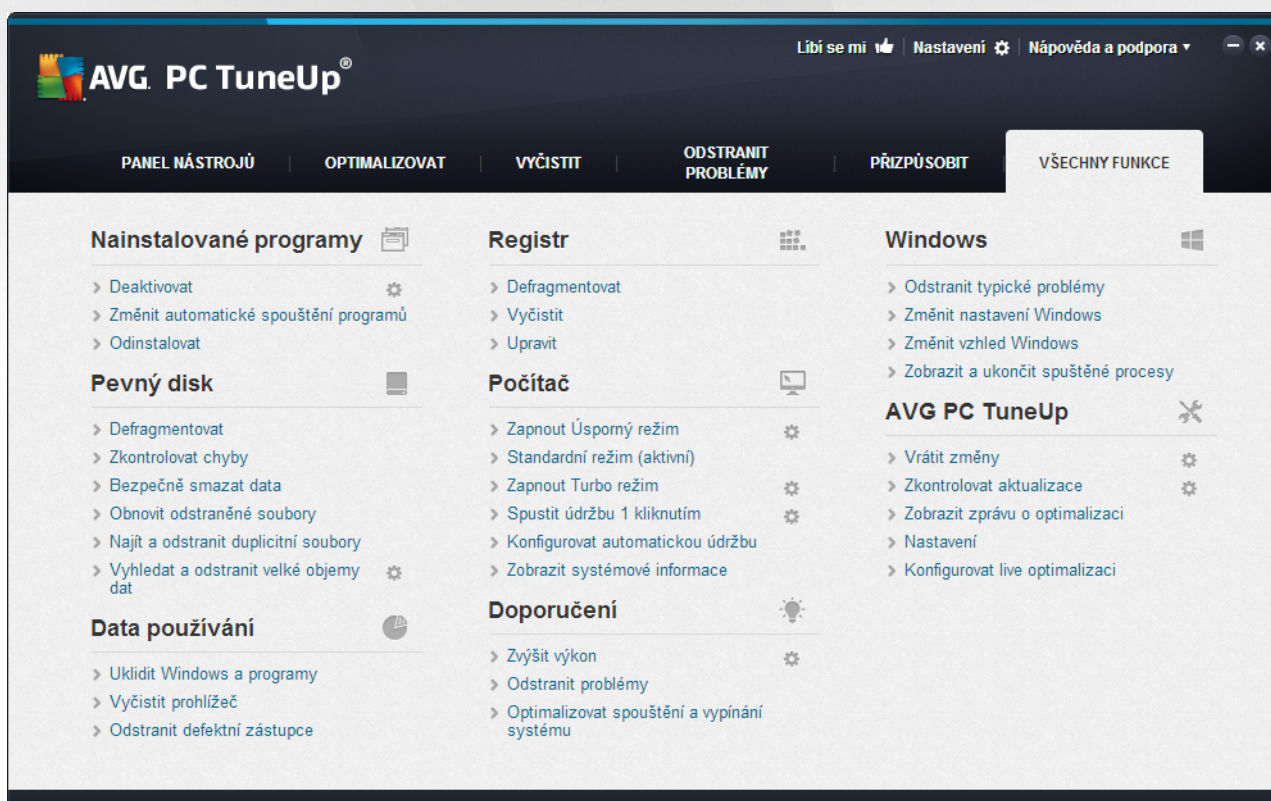 Líbí se mi
Nastavení
Nápověda a podpora
AVG. PC TuneUp®
PANEL NÁSTROJŮ
OPTIMALIZOVAT
VYČISTIT
ODSTRANIT
PROBLÉMY
PŘIZPŮSOBIT
VŠECHNY FUNKCE
Nainstalované programy
Deaktivovat
Změnit automatické spouštění programů
Odinstalovat
Pevný disk
Defragmentovat
Zkontrolovat chyby
Bezpečně smazat data
Obnovit odstraněné soubory
Najít a odstranit duplicitní soubory
Vyhledat a odstranit velké objemy
dat
Data používání
Uklidit Windows a programy
Vyčistit prohlížeč
Odstranit defektní zástupce
Registr
Defragmentovat
Vyčistit
Upravit
Počítač
Zapnout Úsporný režim
Standardní režim (aktivní)
Zapnout Turbo režim
Spustit údržbu 1 kliknutím
Konfigurovat automatickou údržbu
Zobrazit systémové informace
Doporučení
Zvýšit výkon
Odstranit problémy
Optimalizovat spouštění a vypínání
systému
Windows
Odstranit typické problémy
Změnit nastavení Windows
Změnit vzhled Windows
Zobrazit a ukončit spuštěné procesy
AVG PC TuneUp
Vrátit změny
Zkontrolovat aktualizace
Zobrazit zprávu o optimalizaci
Nastavení
Konfigurovat live optimalizaci